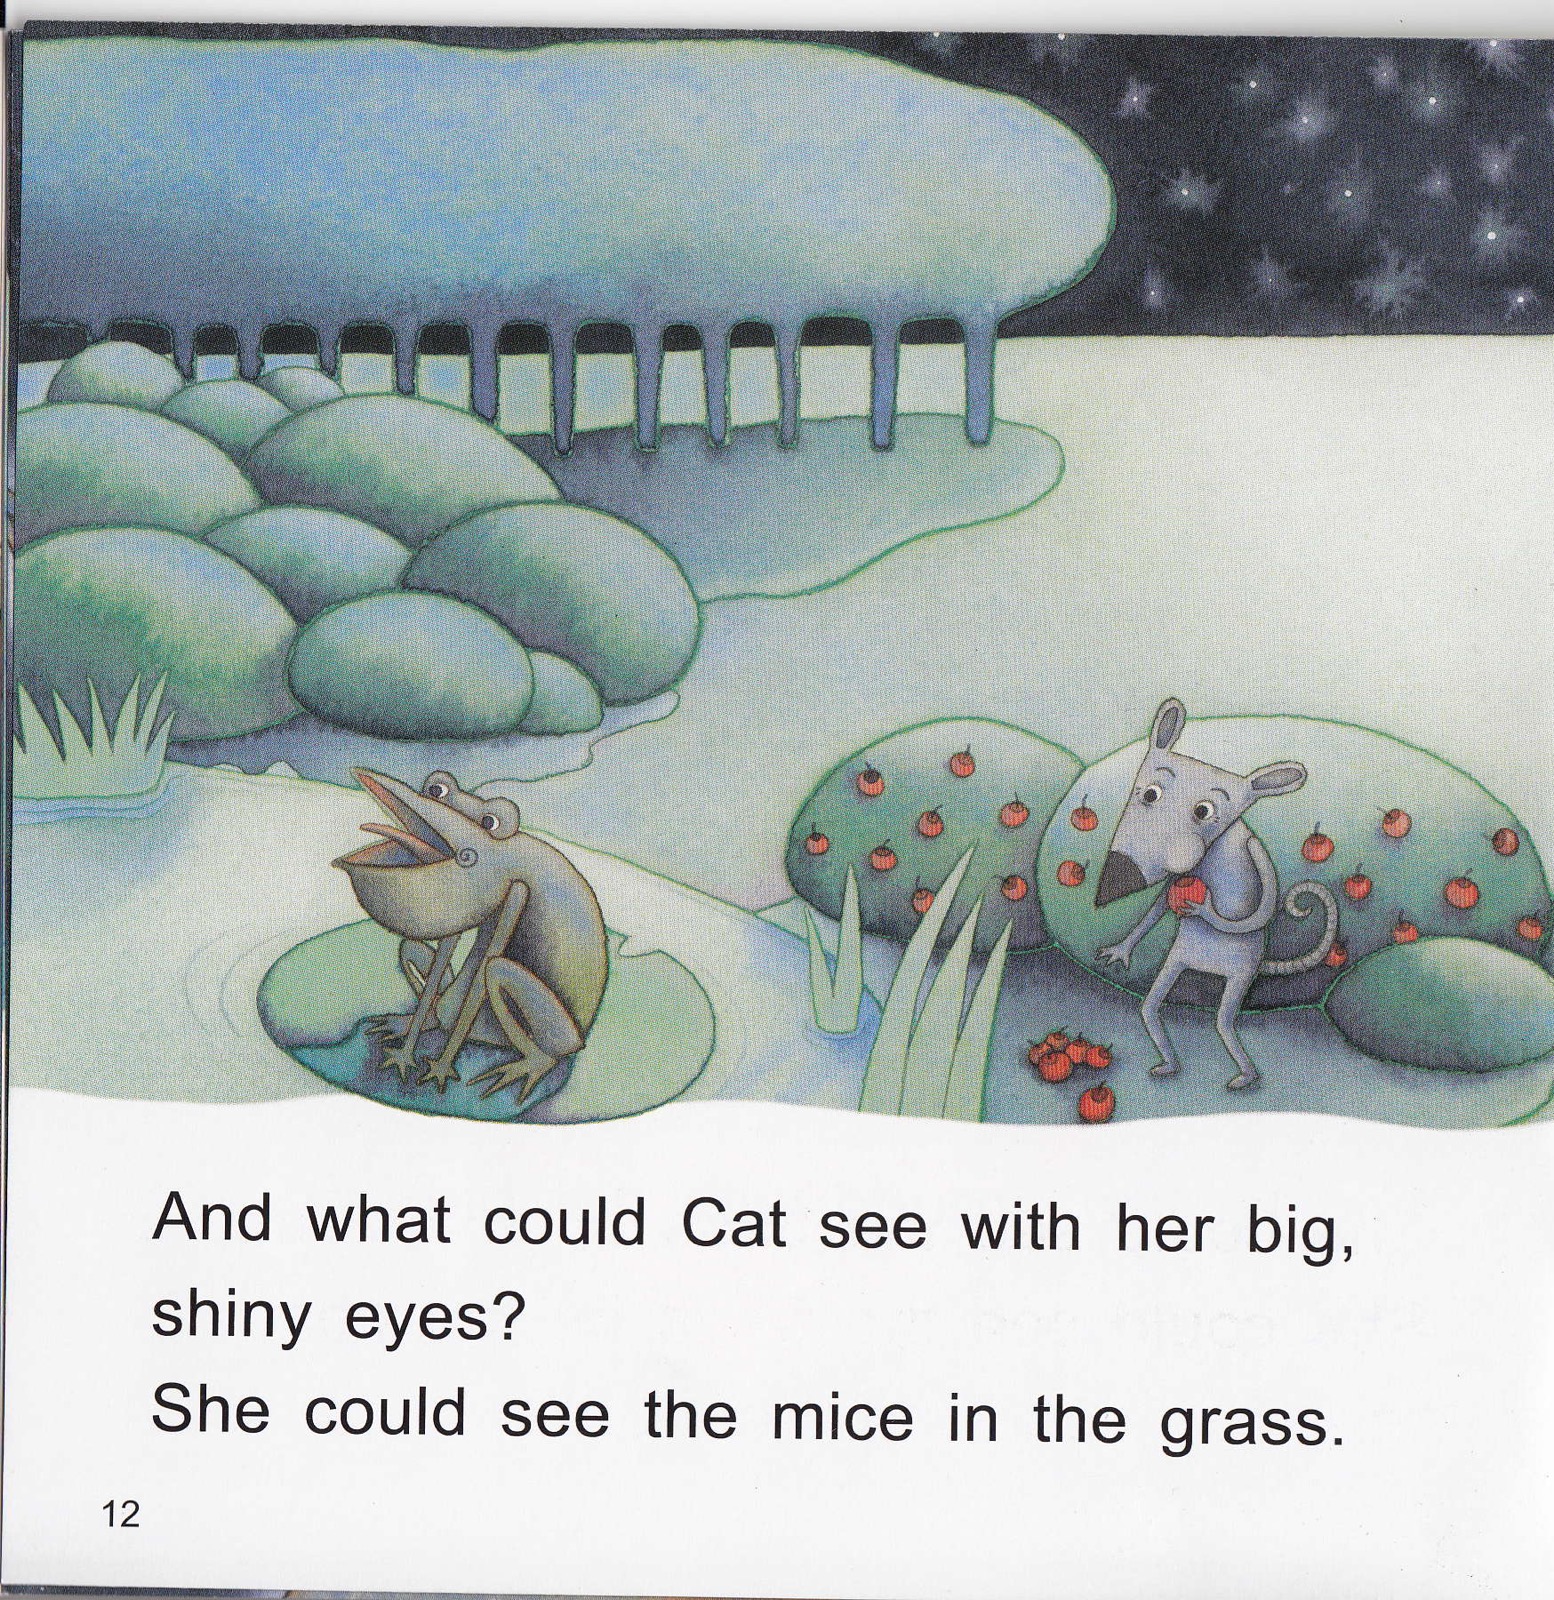 And what could Cat see with her big,
shiny eyes?
She could see the mice in the grass.
12